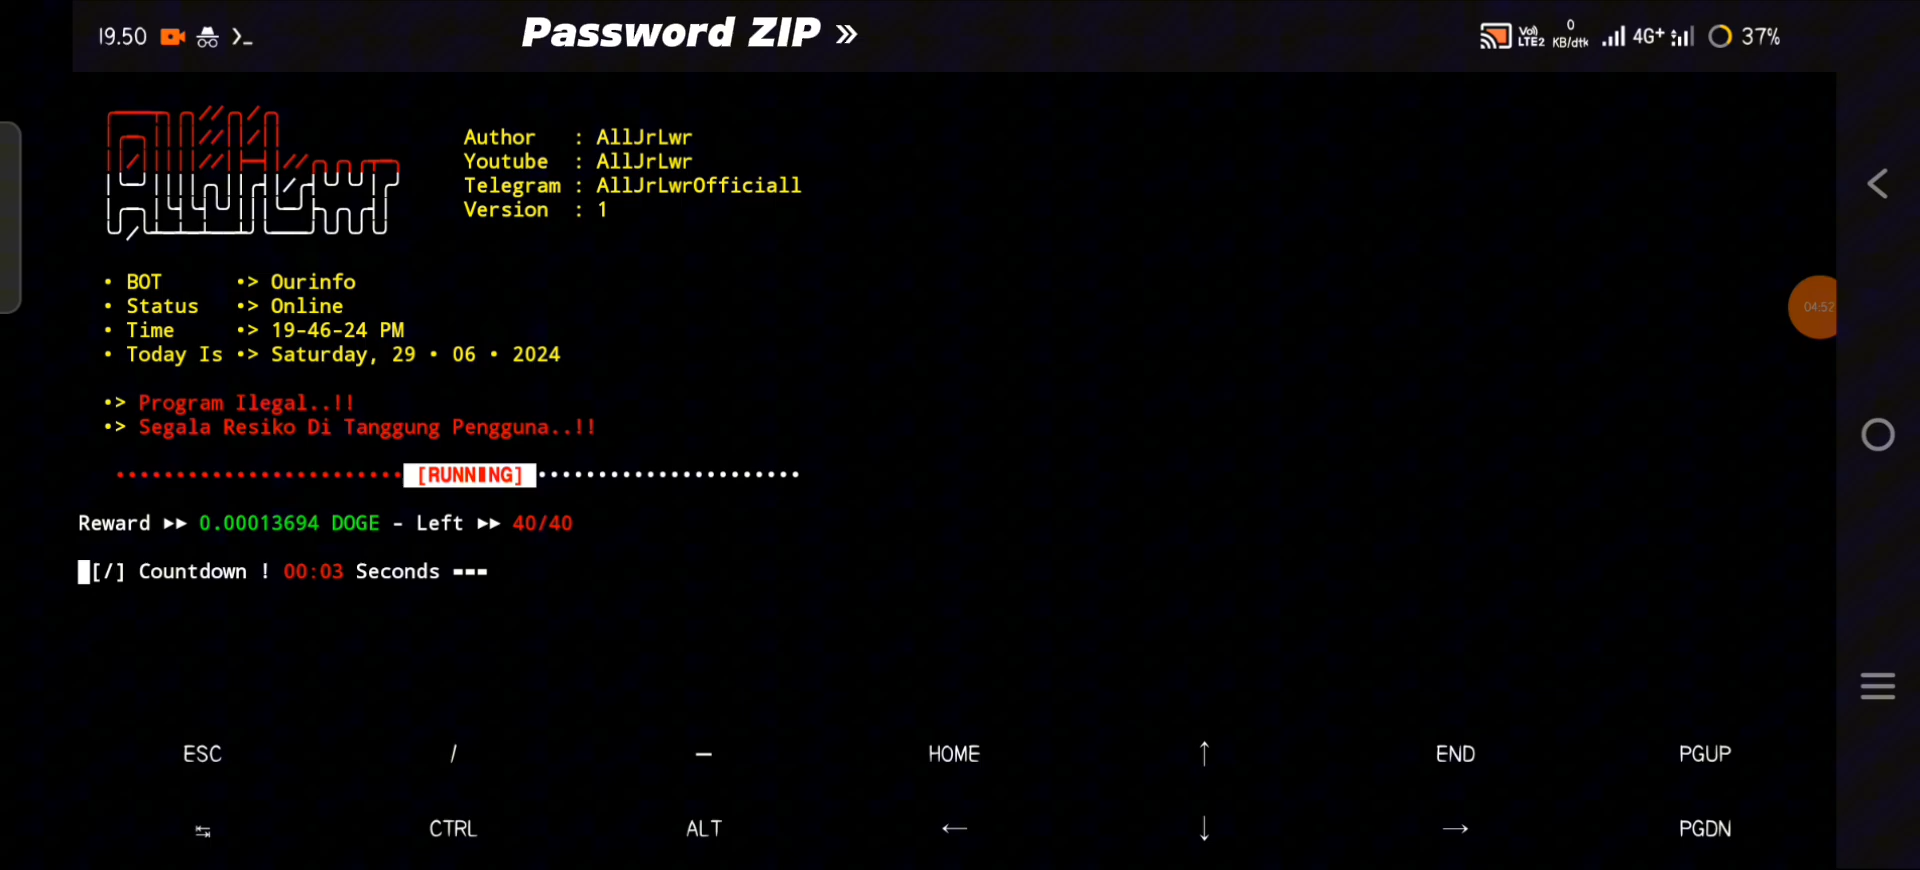 19.50
Password ZIP »
Vo)) LTE2
0 KB/dtk
4G+
37%
AllJrLwr
Author : AllJrLwr
Youtube : AllJrLwr
Telegram : AllJrLwrOfficiall
Version : 1
• BOT •> Ourinfo
• Status •> Online
• Time •> 19-46-24 PM
• Today Is •> Saturday, 29 • 06 • 2024
•> Program Ilegal..!!
•> Segala Resiko Di Tanggung Pengguna..!!
[RUNNING]
Reward ►► 0.00013694 DOGE - Left ►► 40/40
[/] Countdown ! 00:03 Seconds ---
04:52
ESC / — HOME ↑ END PGUP
↹ CTRL ALT ← ↓ → PGDN